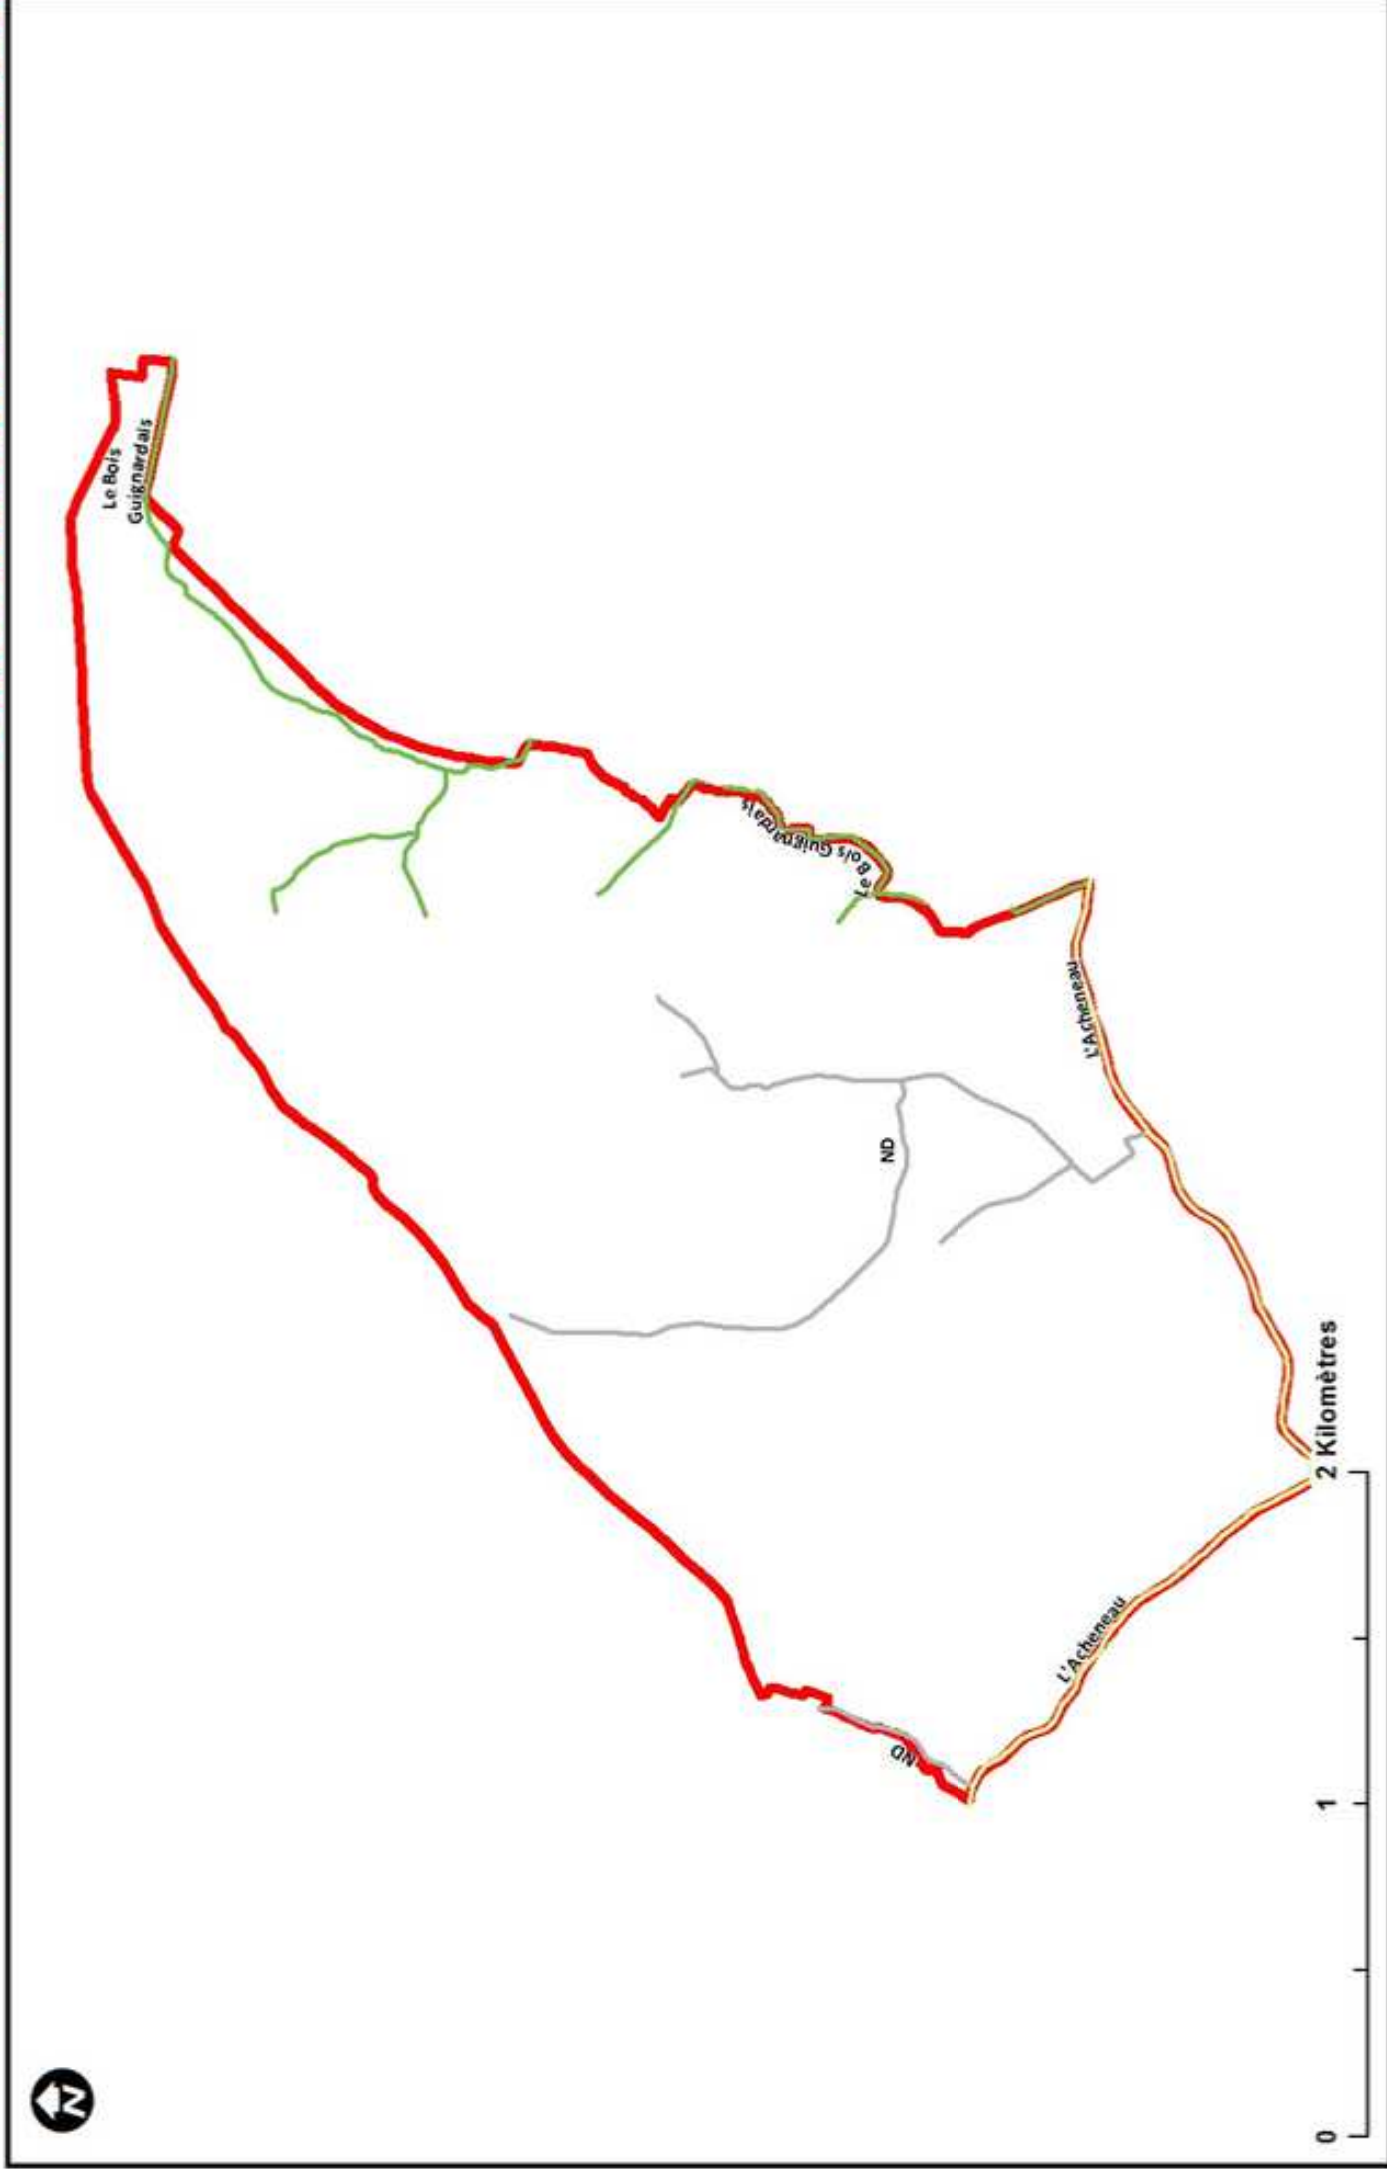 N
Le Bois
Guignardais
Le Bois Guignardais
L'Acheneau
ND
L'Acheneau
ND
0
1
2 Kilomètres